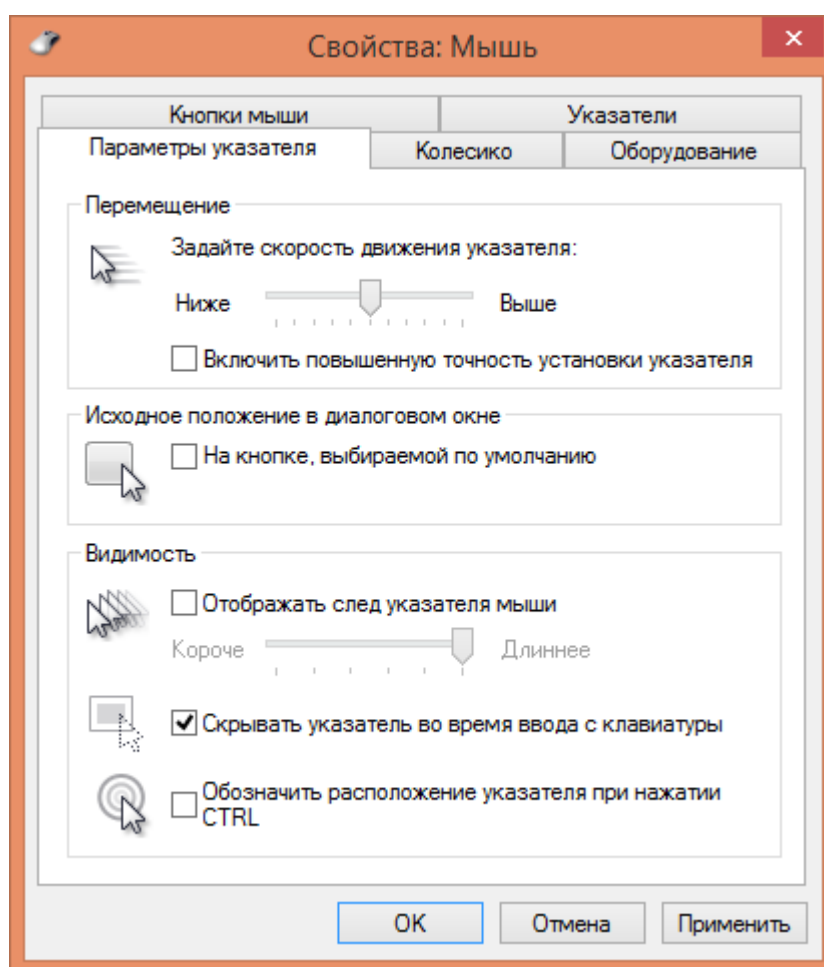 Свойства: Мышь
Кнопки мыши
Указатели
Параметры указателя
Колесико
Оборудование
Перемещение
Задайте скорость движения указателя:
Ниже
Выше
Включить повышенную точность установки указателя
Исходное положение в диалоговом окне
На кнопке, выбираемой по умолчанию
Видимость
Отображать след указателя мыши
Короче
Длиннее
Скрывать указатель во время ввода с клавиатуры
Обозначить расположение указателя при нажатии
CTRL
OK
Отмена
Применить